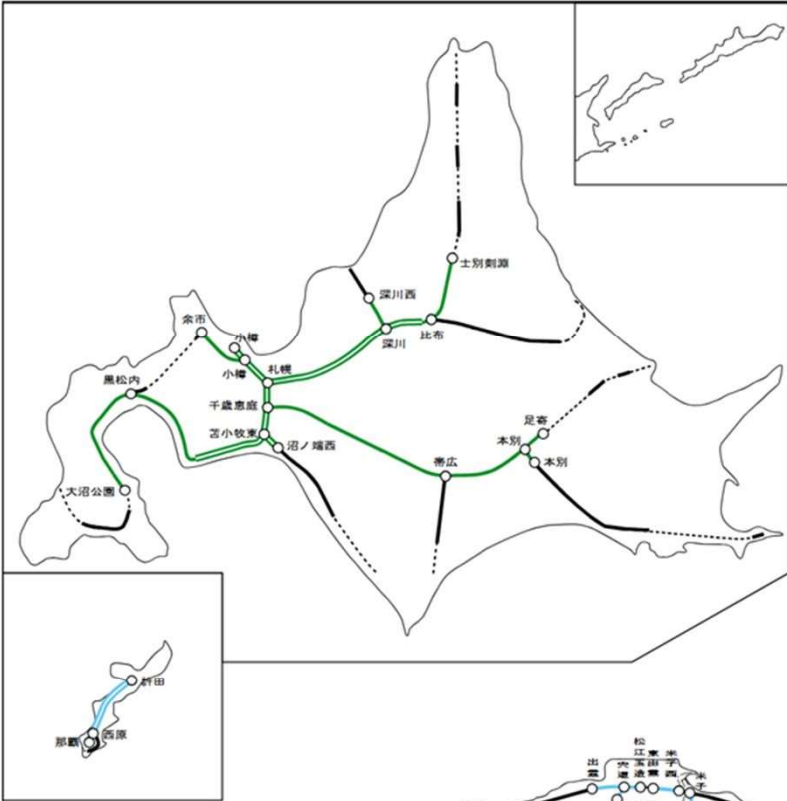 士別剣淵
深川西
余市
小樽
深川
比布
小樽
札幌
黒松内
千歳恵庭
足寄
苫小牧東
沼ノ端西
本別
帯広
本別
大沼公園
許田
西原
那覇
出雲
宍道
松江玉造
東出雲
米子西
米子